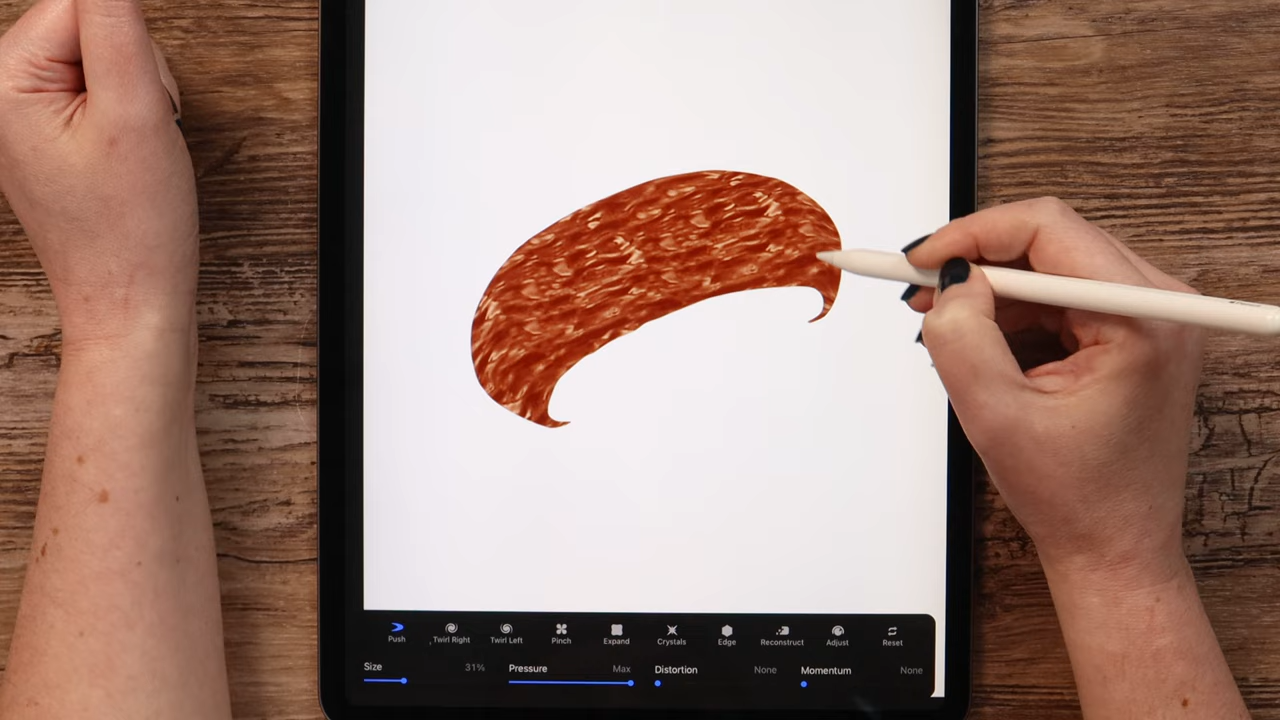 Push Twirl Right Twirl Left Pinch Expand Crystals Edge Reconstruct Adjust Reset
Size 31% Pressure Max Distortion None Momentum None